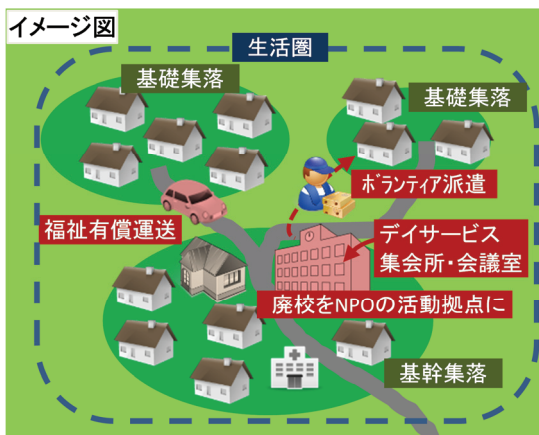 イメージ図
生活圏
基礎集落
基礎集落
ボランティア派遣
福祉有償運送
デイサービス
集会所・会議室
廃校をNPOの活動拠点に
基幹集落